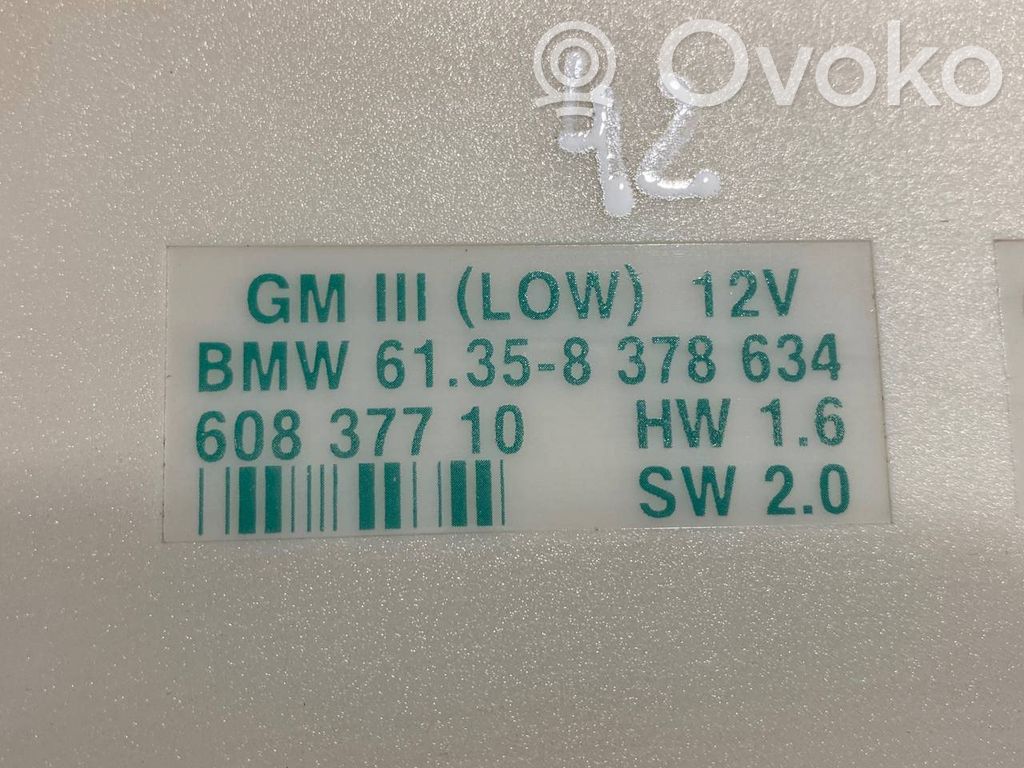 Ovoko
GM III (LOW) 12V
BMW 61.35-8 378 634
608 377 10 HW 1.6
SW 2.0